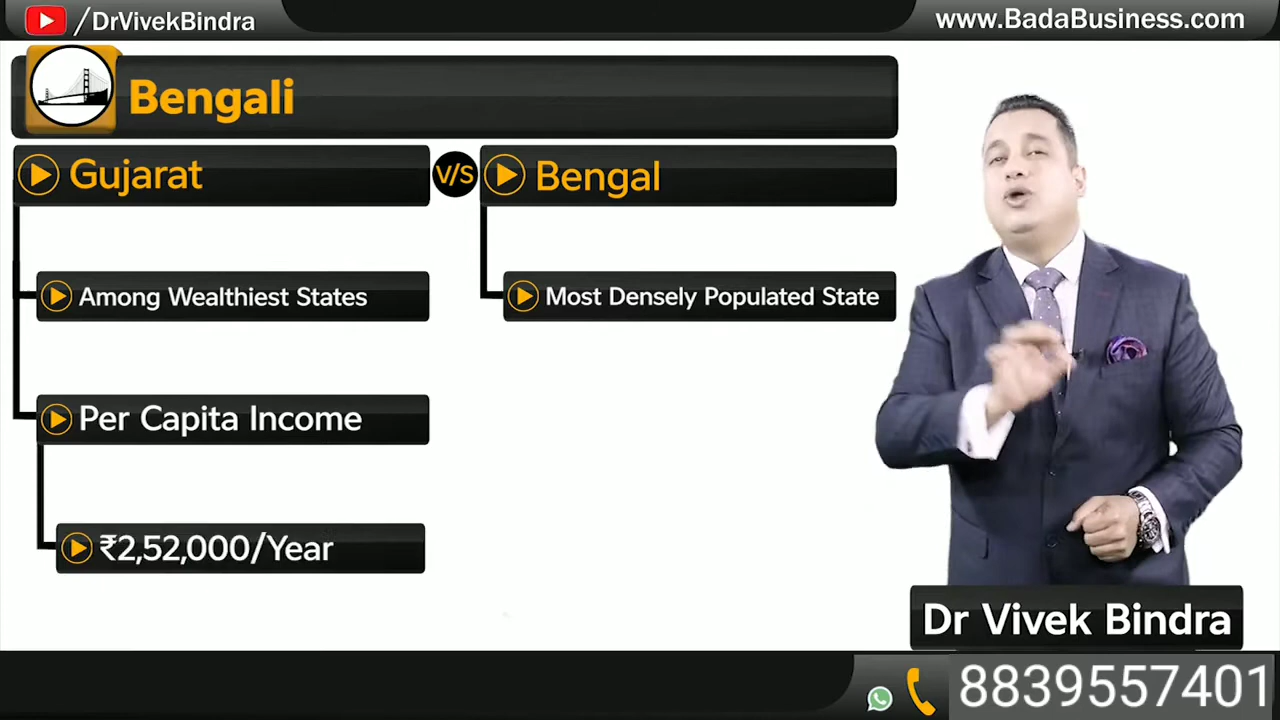 /DrVivekBindra
www.BadaBusiness.com
Bengali
Gujarat
V/S
Bengal
Among Wealthiest States
Most Densely Populated State
Per Capita Income
₹2,52,000/Year
Dr Vivek Bindra
8839557401